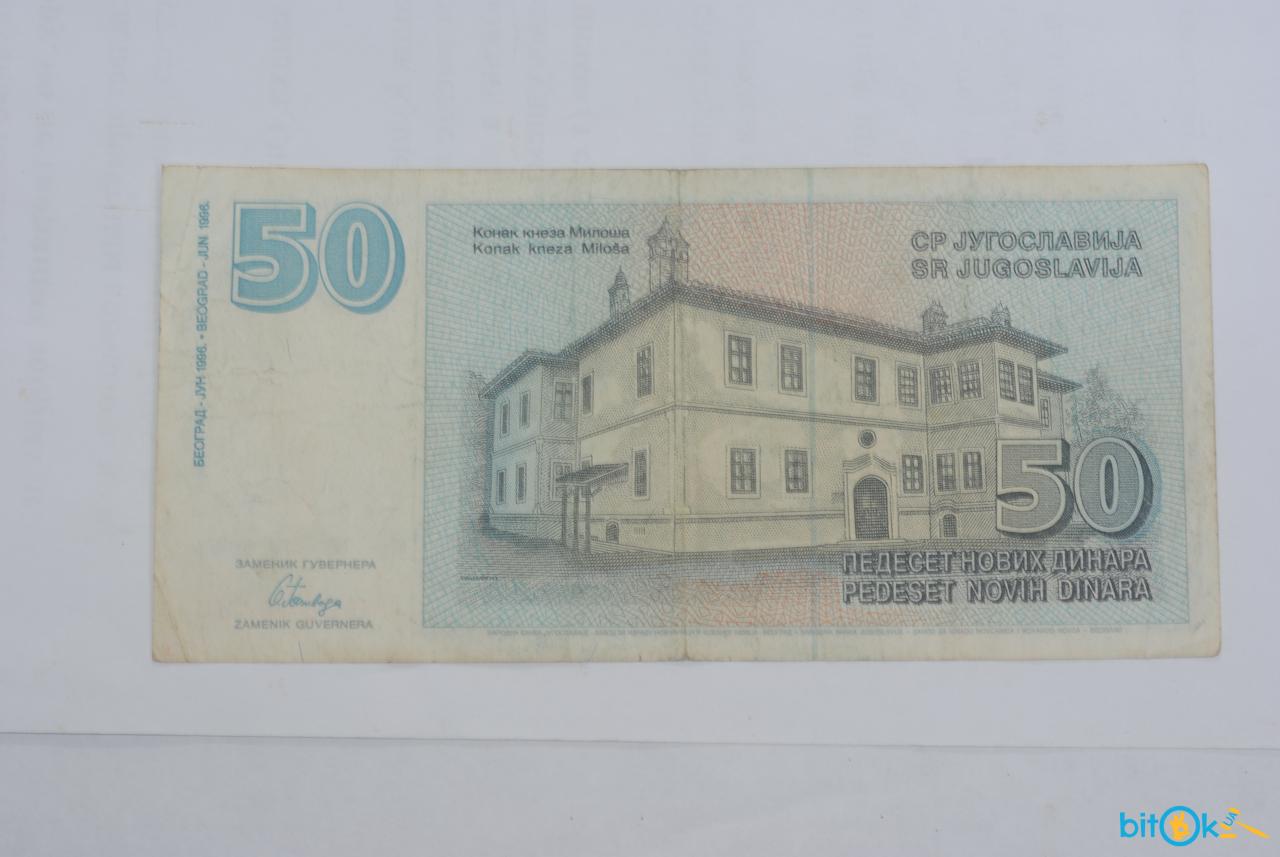 БЕОГРАД - ЈУН 1996. • BEOGRAD - JUN 1996.
50
Конак кнеза Милоша
Konak kneza Miloša
СР ЈУГОСЛАВИЈА
SR JUGOSLAVIJA
50
ПЕДЕСЕТ НОВИХ ДИНАРА
PEDESET NOVIH DINARA
ЗАМЕНИК ГУВЕРНЕРА
ZAMENIK GUVERNERA
bitok UA